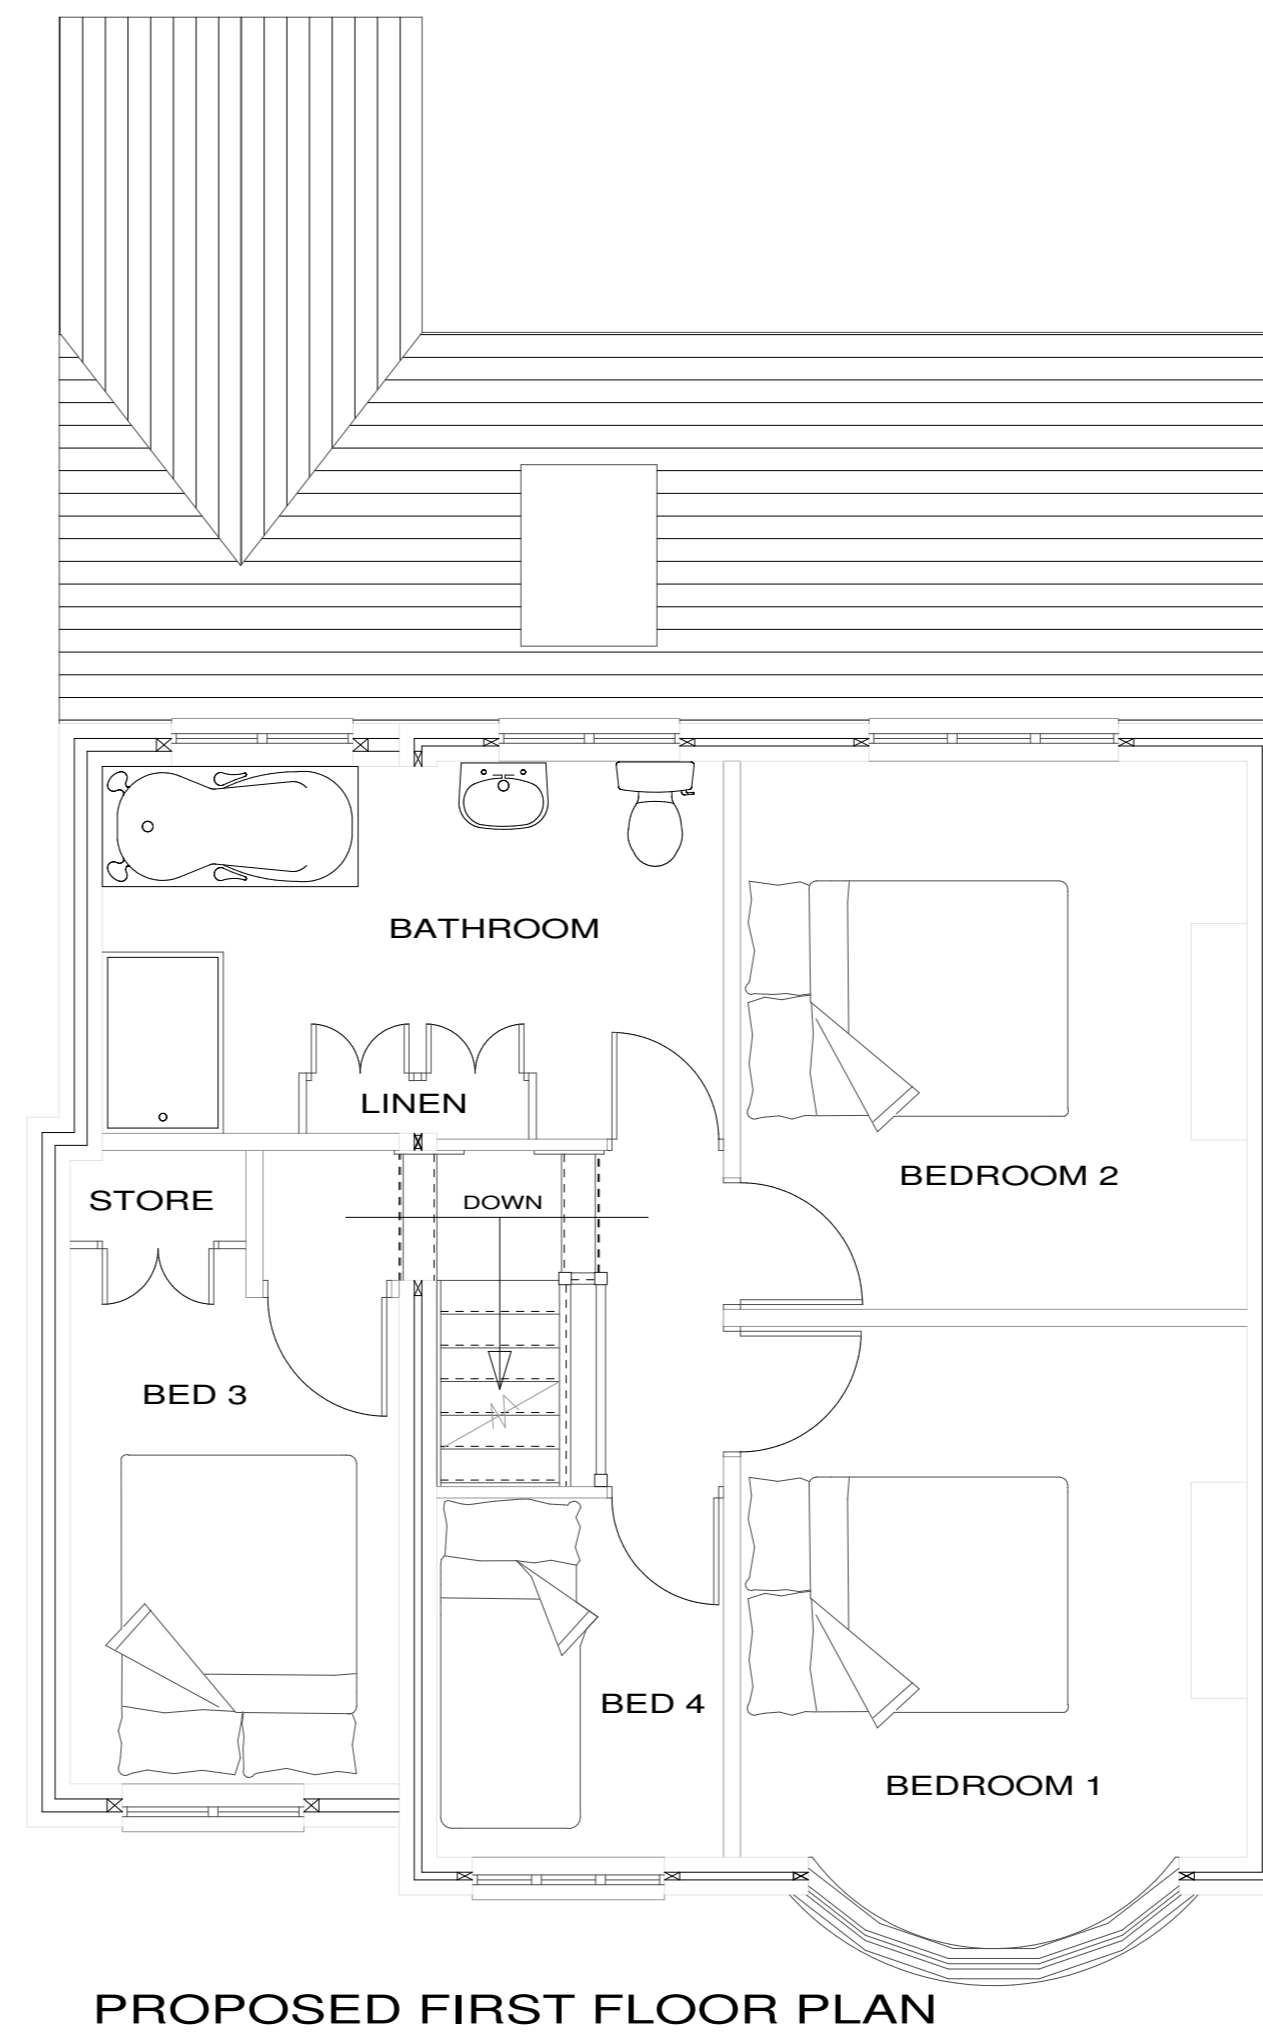 BATHROOM
LINEN
BEDROOM 2
STORE
DOWN
BED 3
BED 4
BEDROOM 1
PROPOSED FIRST FLOOR PLAN